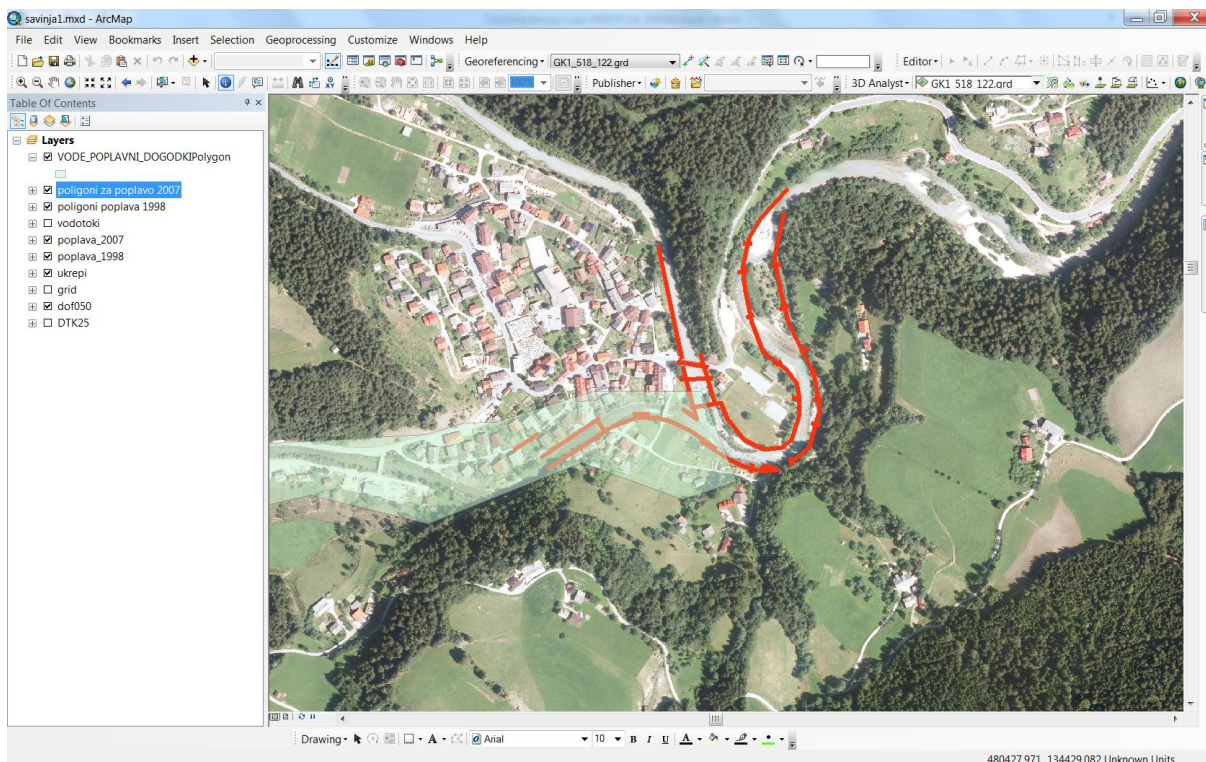 savinja1.mxd - ArcMap
File Edit View Bookmarks Insert Selection Geoprocessing Customize Windows Help
Georeferencing GK1_518_122.grd Editor
100% Publisher 3D Analyst GK1_518_122.grd
Table Of Contents
Layers
VODE_POPLAVNI_DOGODKIPolygon
poligoni za poplavo 2007
poligoni poplava 1998
vodotoki
poplava_2007
poplava_1998
ukrepi
grid
dof050
DTK25
Drawing A Arial 10 B I U A
480427,971 134429,082 Unknown Units